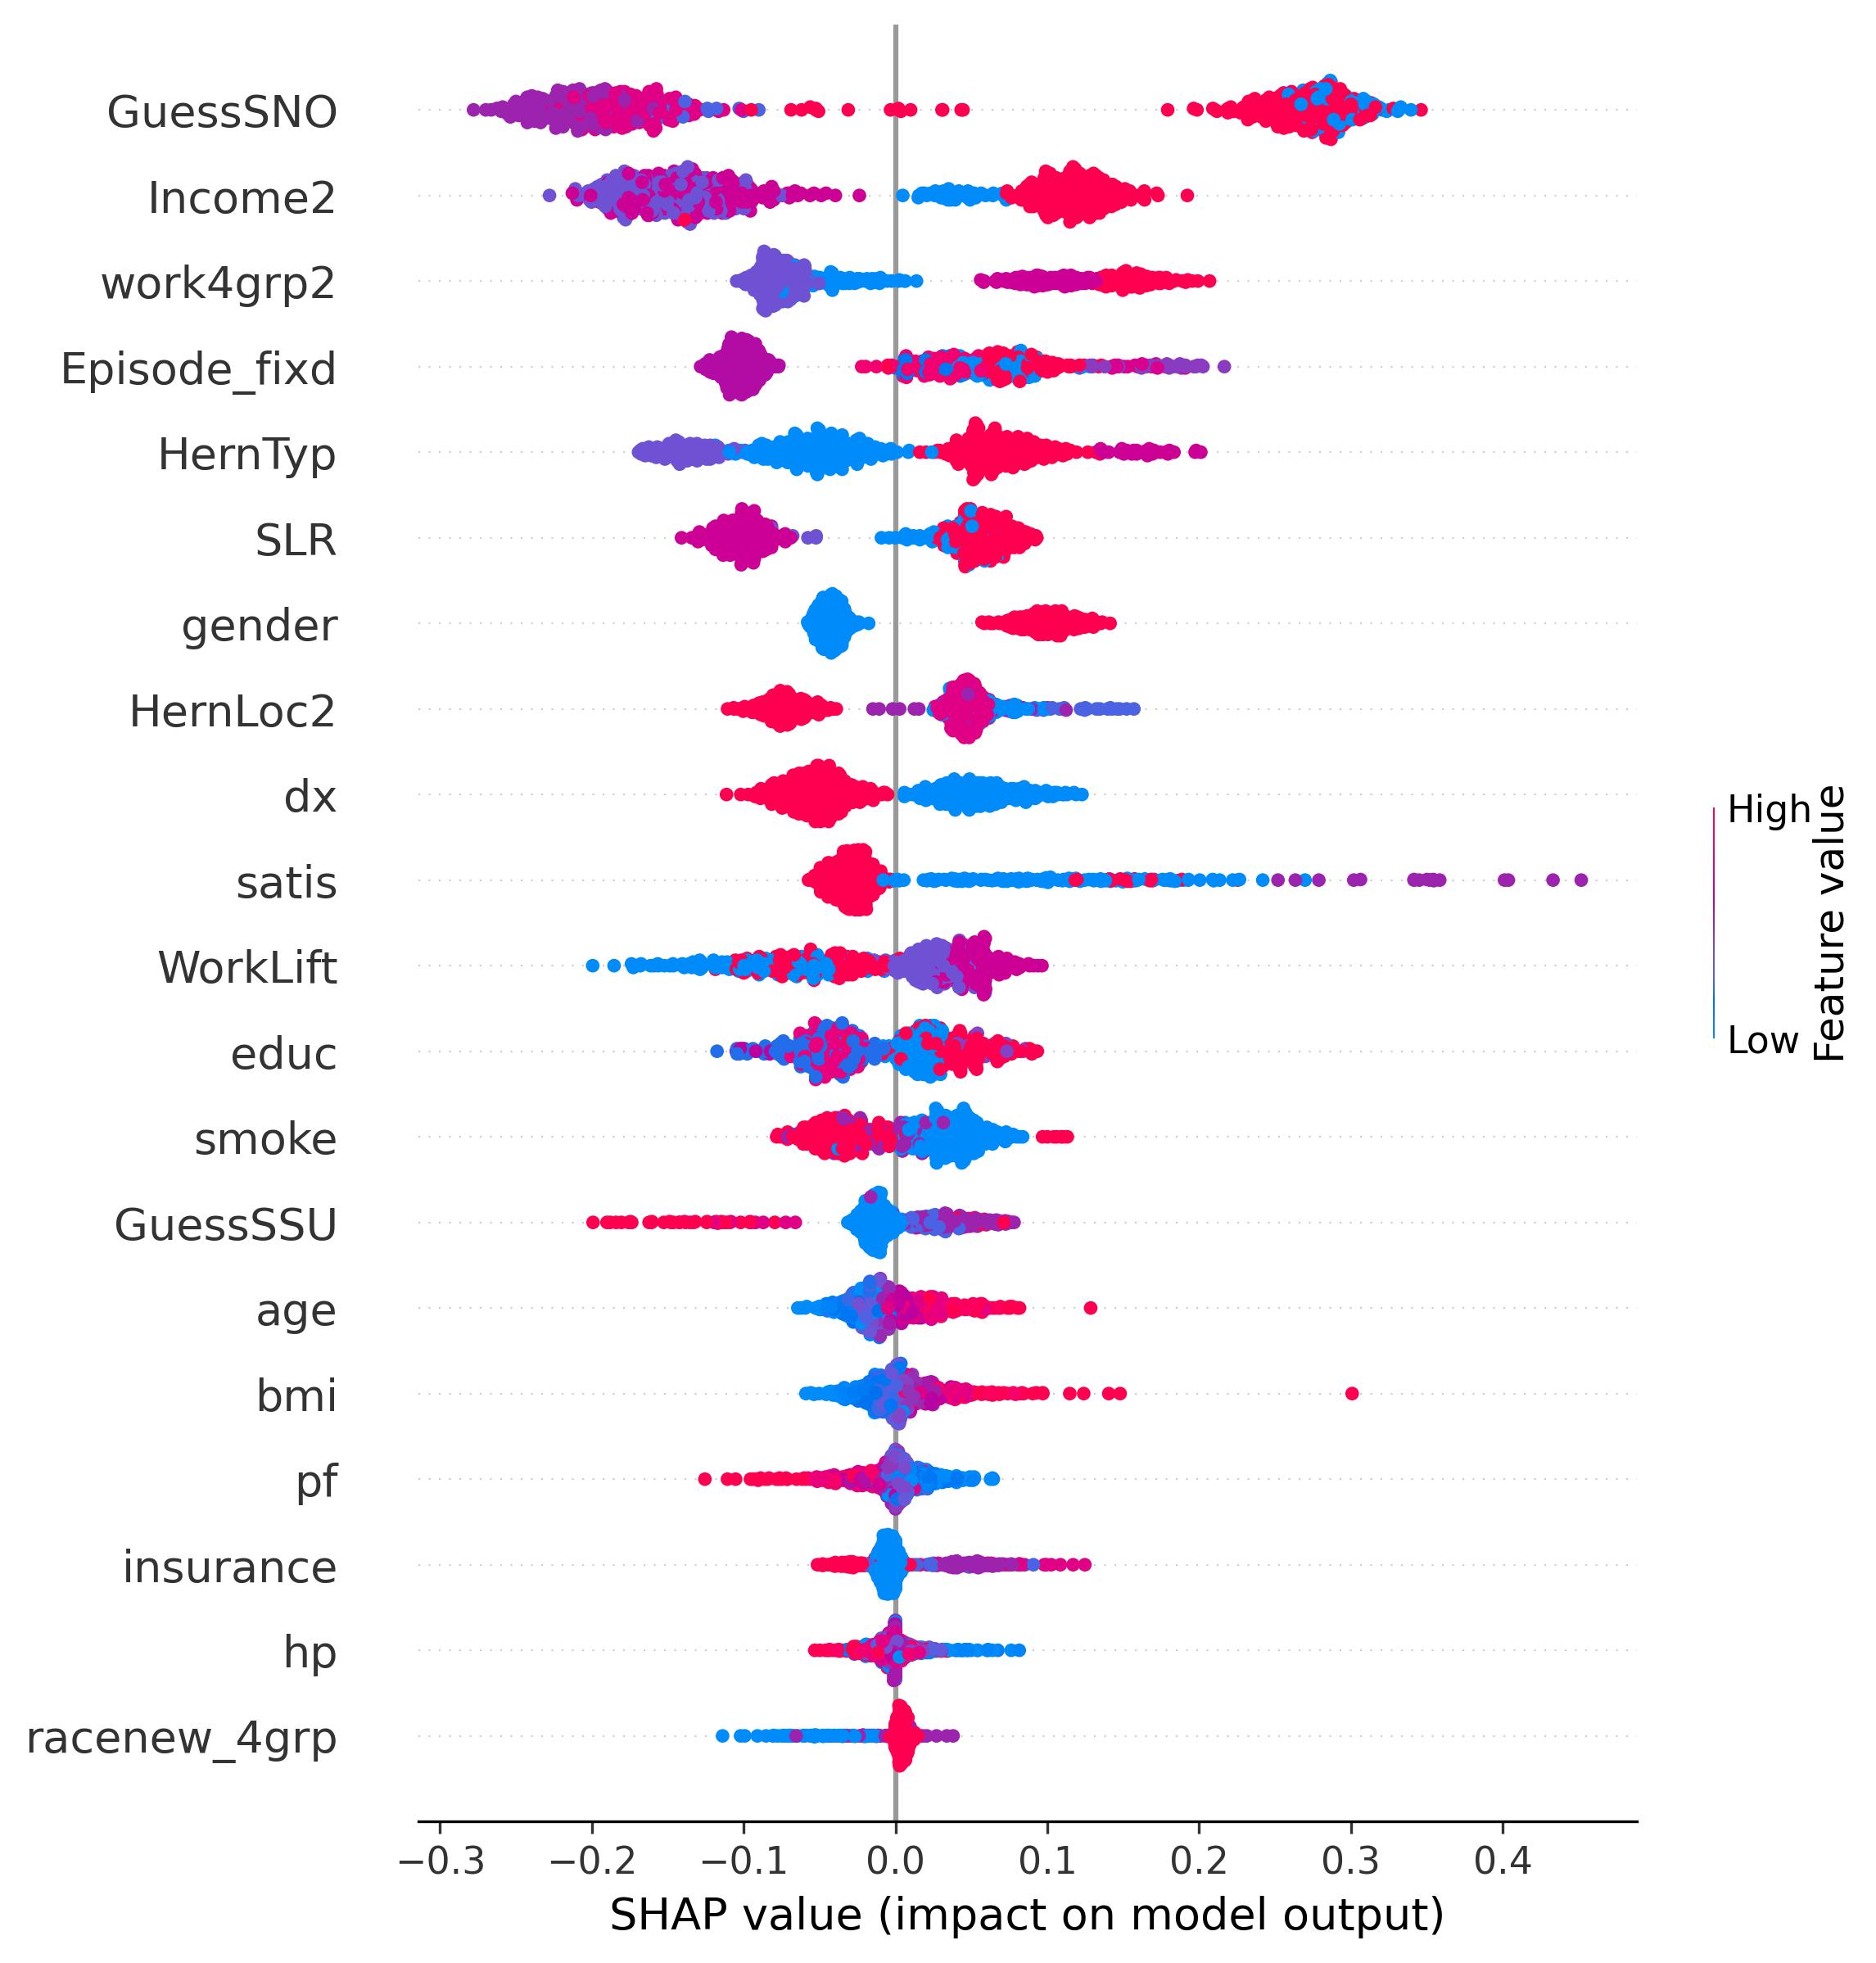 GuessSNO
Income2
work4grp2
Episode_fixd
HernTyp
SLR
gender
HernLoc2
dx
satis
WorkLift
educ
smoke
GuessSSU
age
bmi
pf
insurance
hp
racenew_4grp
−0.3 −0.2 −0.1 0.0 0.1 0.2 0.3 0.4
SHAP value (impact on model output)
High
Low
Feature value